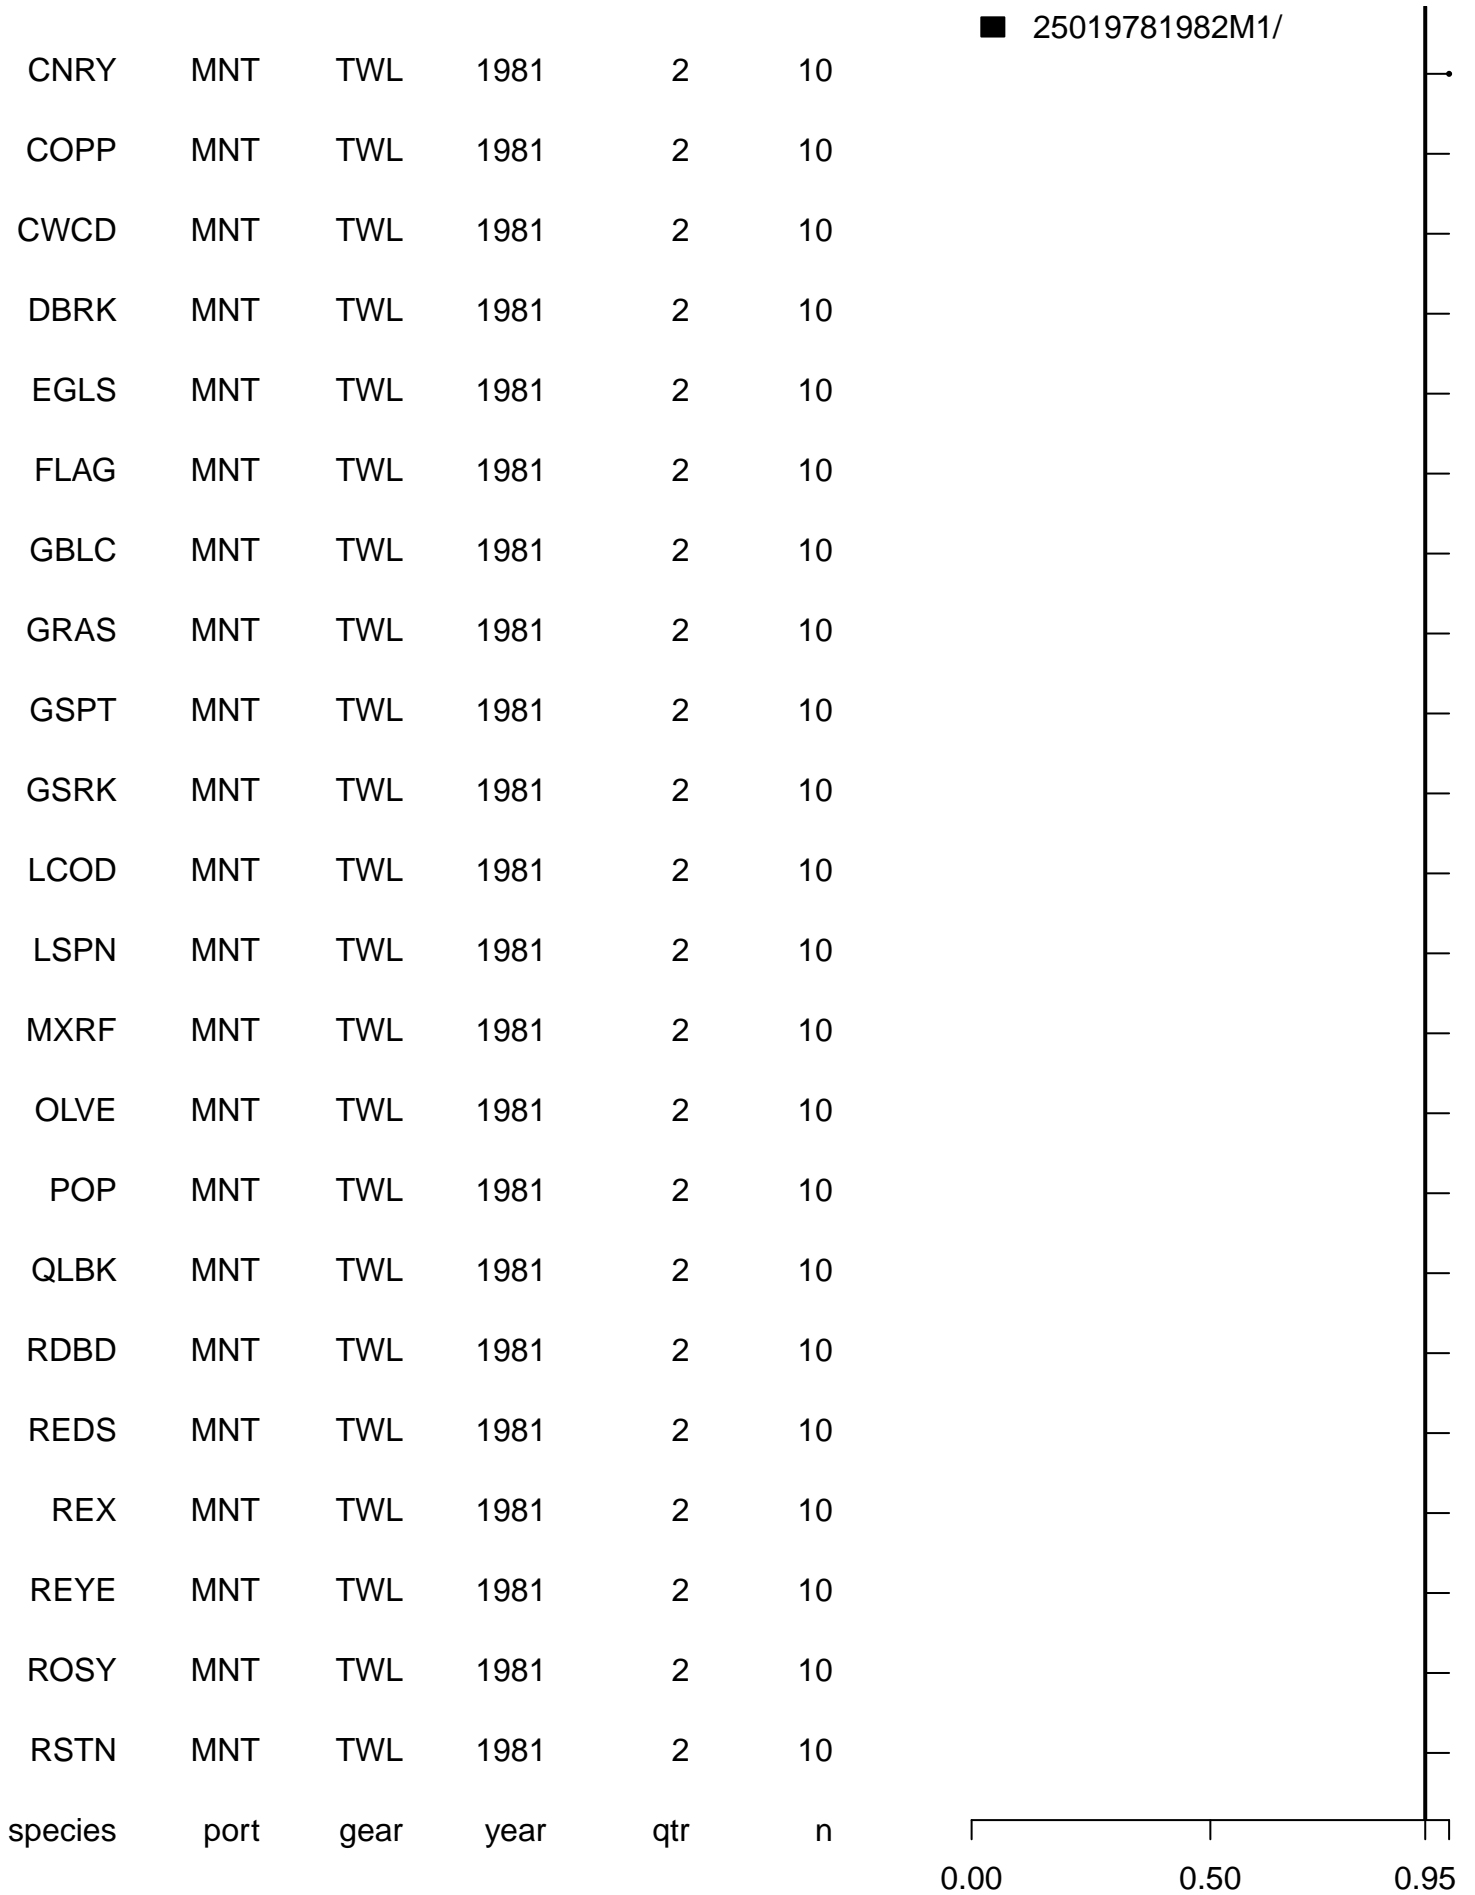 25019781982M1/
CNRY MNT TWL 1981 2 10
COPP MNT TWL 1981 2 10
CWCD MNT TWL 1981 2 10
DBRK MNT TWL 1981 2 10
EGLS MNT TWL 1981 2 10
FLAG MNT TWL 1981 2 10
GBLC MNT TWL 1981 2 10
GRAS MNT TWL 1981 2 10
GSPT MNT TWL 1981 2 10
GSRK MNT TWL 1981 2 10
LCOD MNT TWL 1981 2 10
LSPN MNT TWL 1981 2 10
MXRF MNT TWL 1981 2 10
OLVE MNT TWL 1981 2 10
POP MNT TWL 1981 2 10
QLBK MNT TWL 1981 2 10
RDBD MNT TWL 1981 2 10
REDS MNT TWL 1981 2 10
REX MNT TWL 1981 2 10
REYE MNT TWL 1981 2 10
ROSY MNT TWL 1981 2 10
RSTN MNT TWL 1981 2 10
species port gear year qtr n
0.00 0.50 0.95